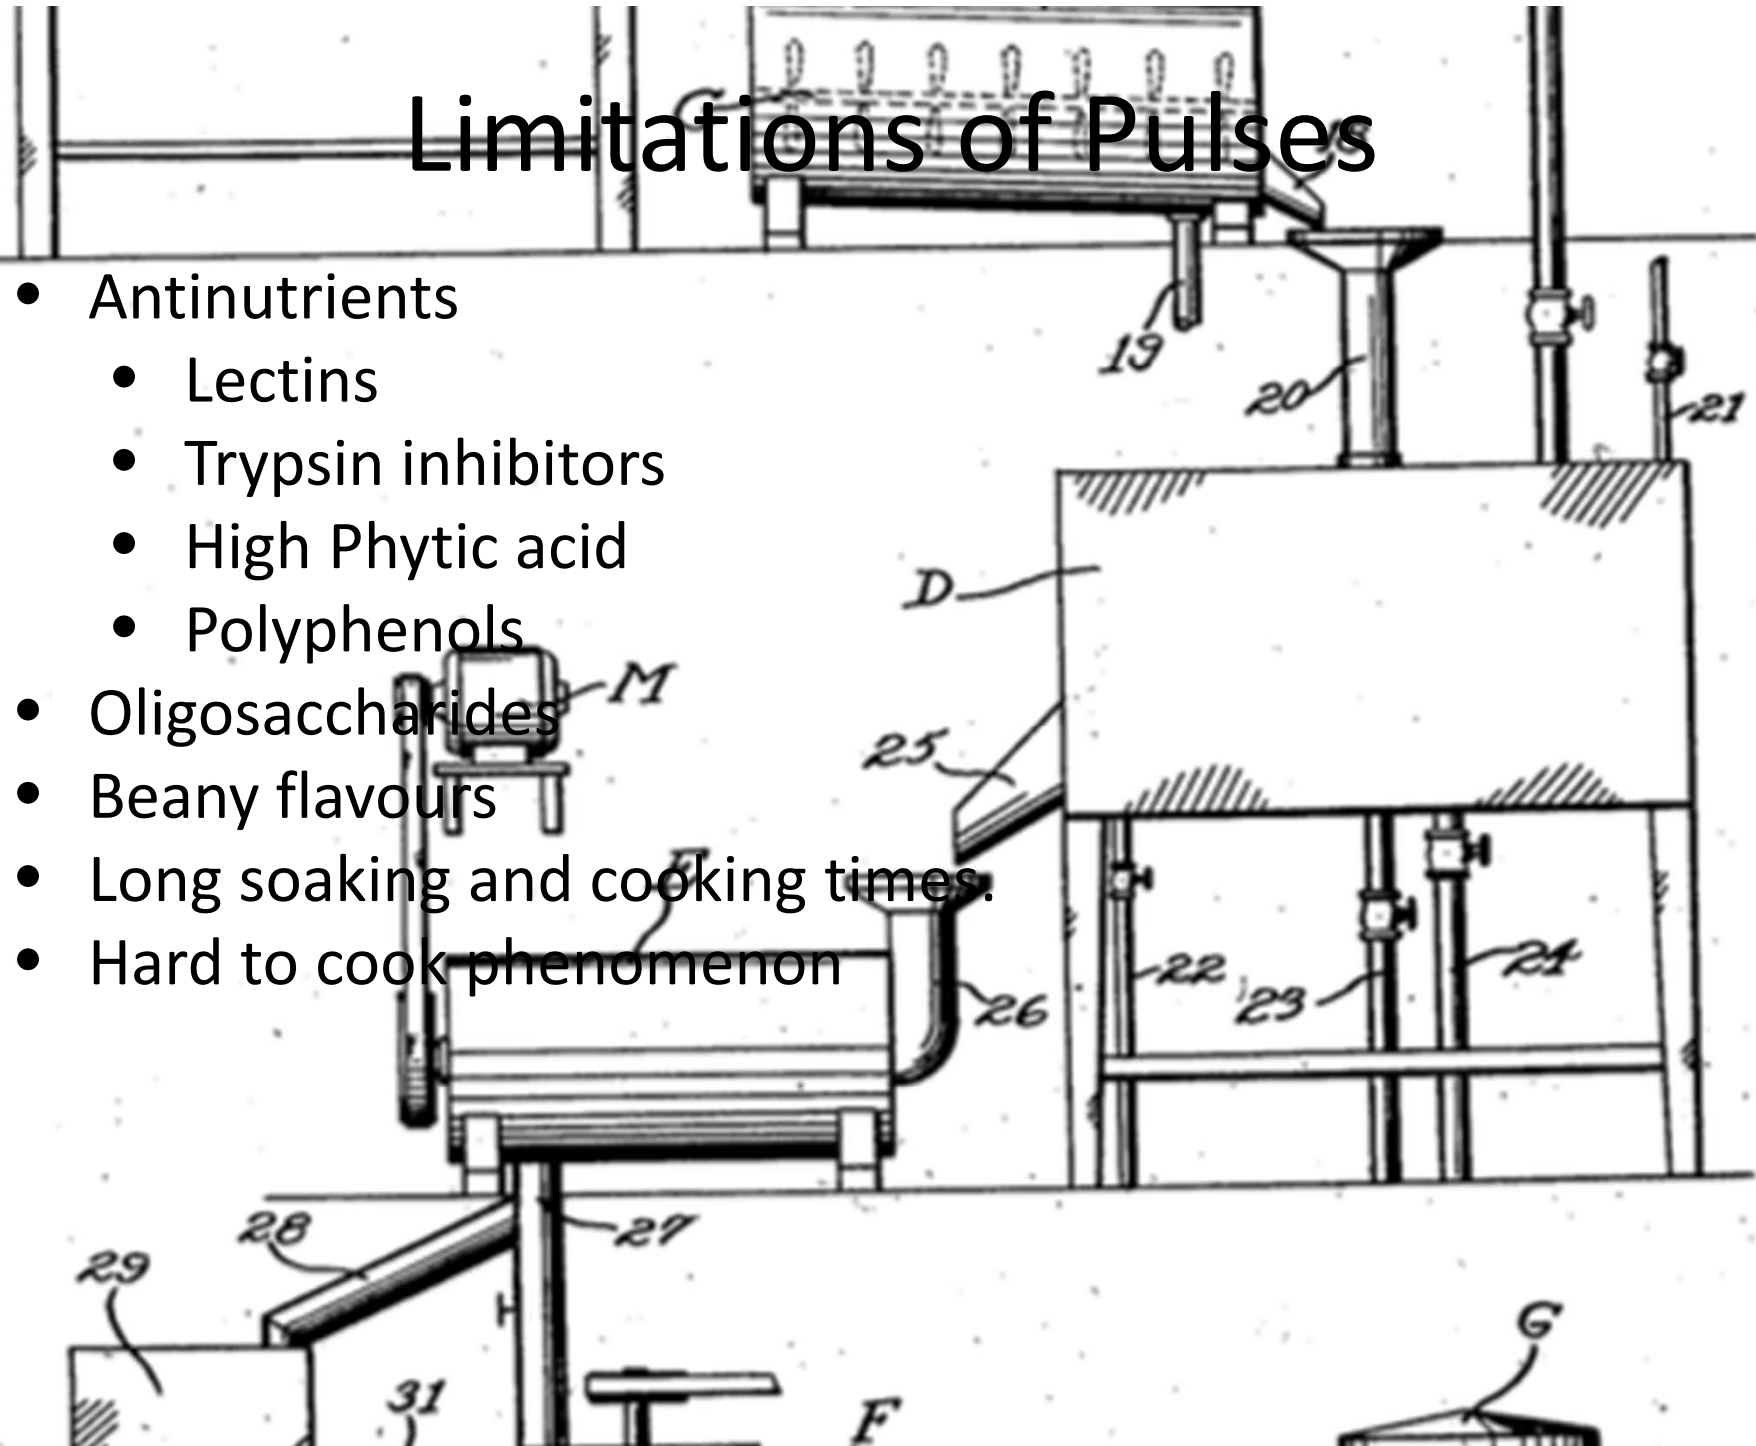 C
Limitations of Pulses
18
• Antinutrients
19
20
21
• Lectins
• Trypsin inhibitors
• High Phytic acid
D
• Polyphenols
M
• Oligosaccharides
25
• Beany flavours
• Long soaking and cooking times.
• Hard to cook phenomenon
22
23
24
26
28
27
29
G
31
F